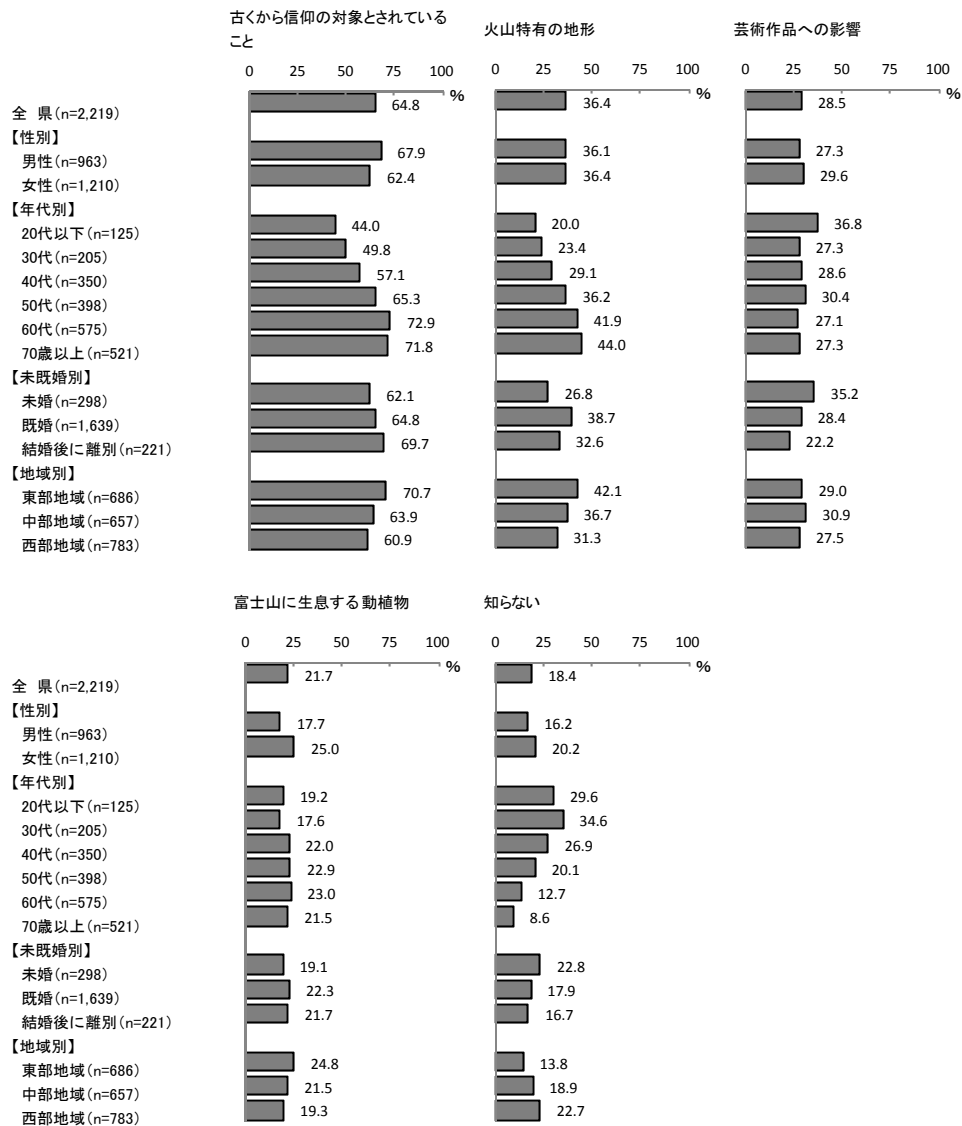 古くから信仰の対象とされている
こと
火山特有の地形
芸術作品への影響
0 25 50 75 100 0 25 50 75 100 0 25 50 75 100
% % %
全 県(n=2,219) 64.8 36.4 28.5
【性別】
男性(n=963) 67.9 36.1 27.3
女性(n=1,210) 62.4 36.4 29.6
【年代別】
20代以下(n=125) 44.0 20.0 36.8
30代(n=205) 49.8 23.4 27.3
40代(n=350) 57.1 29.1 28.6
50代(n=398) 65.3 36.2 30.4
60代(n=575) 72.9 41.9 27.1
70歳以上(n=521) 71.8 44.0 27.3
【未既婚別】
未婚(n=298) 62.1 26.8 35.2
既婚(n=1,639) 64.8 38.7 28.4
結婚後に離別(n=221) 69.7 32.6 22.2
【地域別】
東部地域(n=686) 70.7 42.1 29.0
中部地域(n=657) 63.9 36.7 30.9
西部地域(n=783) 60.9 31.3 27.5
富士山に生息する動植物 知らない
0 25 50 75 100 0 25 50 75 100
% %
全 県(n=2,219) 21.7 18.4
【性別】
男性(n=963) 17.7 16.2
女性(n=1,210) 25.0 20.2
【年代別】
20代以下(n=125) 19.2 29.6
30代(n=205) 17.6 34.6
40代(n=350) 22.0 26.9
50代(n=398) 22.9 20.1
60代(n=575) 23.0 12.7
70歳以上(n=521) 21.5 8.6
【未既婚別】
未婚(n=298) 19.1 22.8
既婚(n=1,639) 22.3 17.9
結婚後に離別(n=221) 21.7 16.7
【地域別】
東部地域(n=686) 24.8 13.8
中部地域(n=657) 21.5 18.9
西部地域(n=783) 19.3 22.7